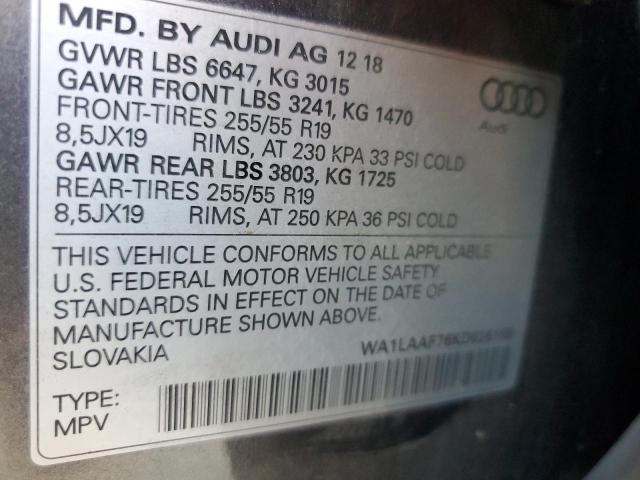 MFD. BY AUDI AG 12 18
GVWR LBS 6647, KG 3015
GAWR FRONT LBS 3241, KG 1470
FRONT-TIRES 255/55 R19
8,5JX19 RIMS, AT 230 KPA 33 PSI COLD
GAWR REAR LBS 3803, KG 1725
REAR-TIRES 255/55 R19
8,5JX19 RIMS, AT 250 KPA 36 PSI COLD
Audi
THIS VEHICLE CONFORMS TO ALL APPLICABLE
U.S. FEDERAL MOTOR VEHICLE SAFETY
STANDARDS IN EFFECT ON THE DATE OF
MANUFACTURE SHOWN ABOVE.
SLOVAKIA
TYPE:
MPV